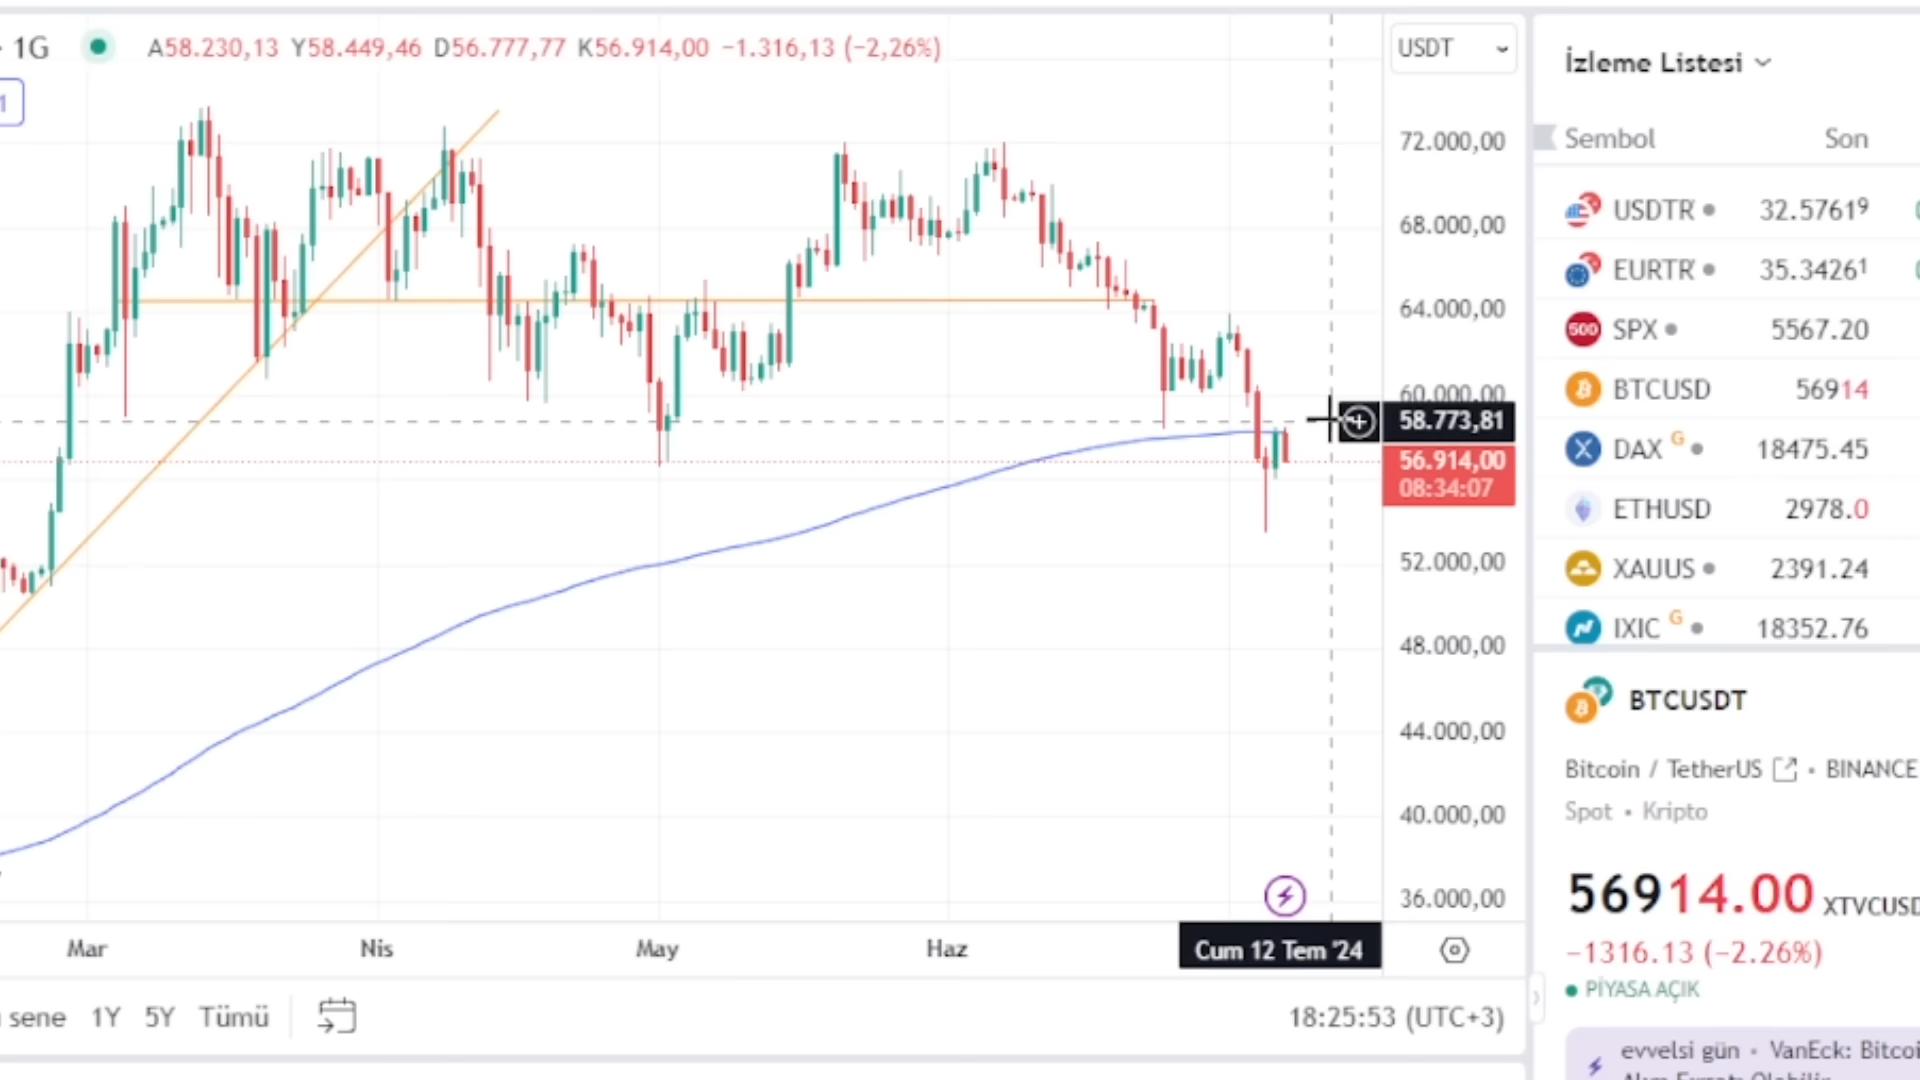 1G A58.230,13 Y58.449,46 D56.777,77 K56.914,00 −1.316,13 (−2,26%)
1
USDT
72.000,00
68.000,00
64.000,00
60.000,00
58.773,81
56.914,00
08:34:07
52.000,00
48.000,00
44.000,00
40.000,00
36.000,00
Mar Nis May Haz Cum 12 Tem '24
sene 1Y 5Y Tümü 18:25:53 (UTC+3)
İzleme Listesi
Sembol Son
USDTR 32.57619
EURTR 35.34261
500 SPX 5567.20
BTCUSD 56914
DAX G 18475.45
ETHUSD 2978.0
XAUUS 2391.24
IXIC G 18352.76
BTCUSDT
Bitcoin / TetherUS • BINANCE
Spot • Kripto
56914.00 XTVCUSD
−1316.13 (−2.26%)
PİYASA AÇIK
evvelsi gün • VanEck: Bitcoi